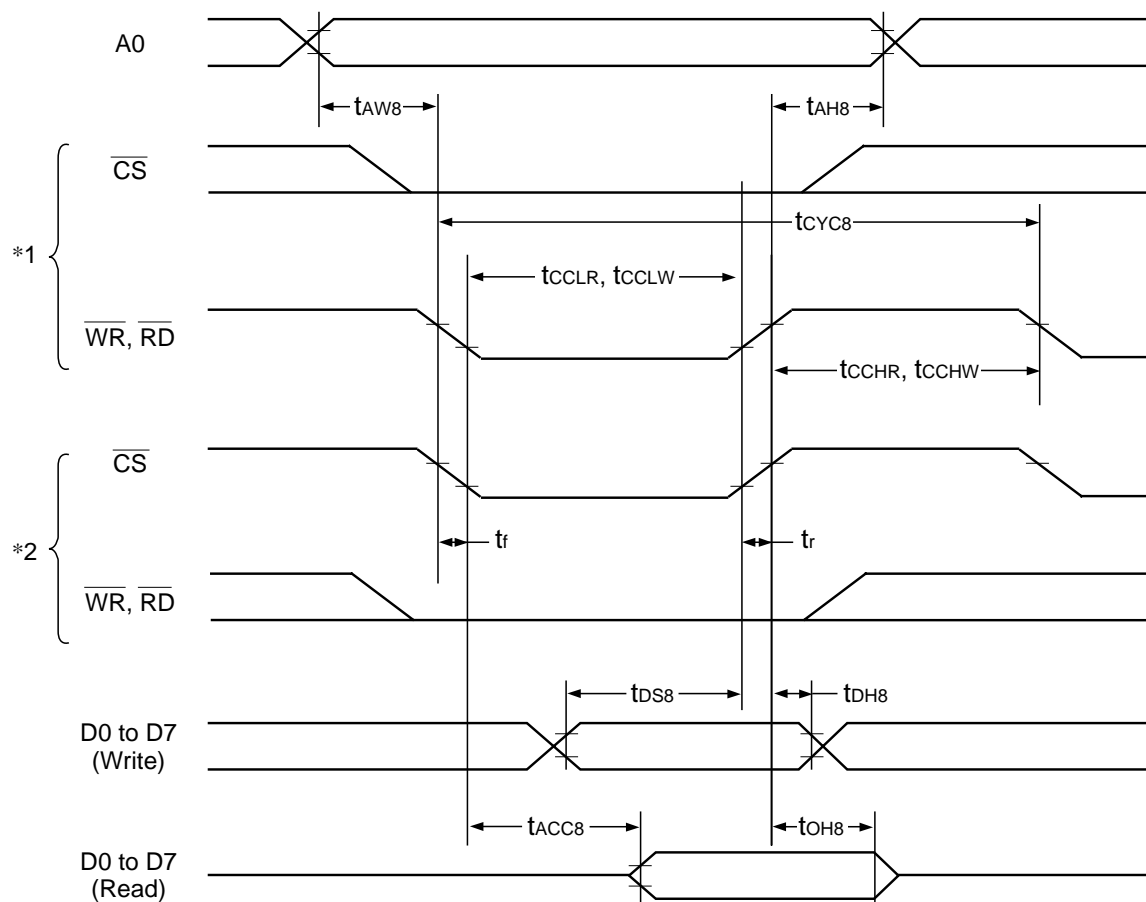 A0
tAW8
tAH8
CS
tCYC8
*1
tCCLR, tCCLW
WR, RD
tCCHR, tCCHW
CS
*2
tf
tr
WR, RD
tDS8
tDH8
D0 to D7
(Write)
tACC8
tOH8
D0 to D7
(Read)